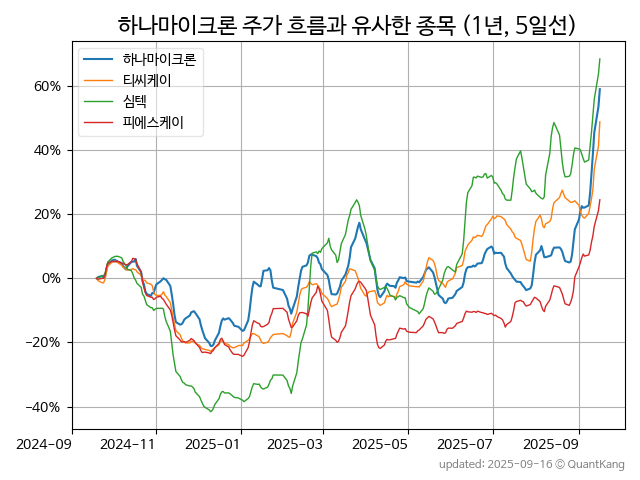 하나마이크론 주가 흐름과 유사한 종목 (1년, 5일선)
하나마이크론
티씨케이
심텍
피에스케이
60%
40%
20%
0%
−20%
−40%
2024-09 2024-11 2025-01 2025-03 2025-05 2025-07 2025-09
updated: 2025-09-16 © QuantKang